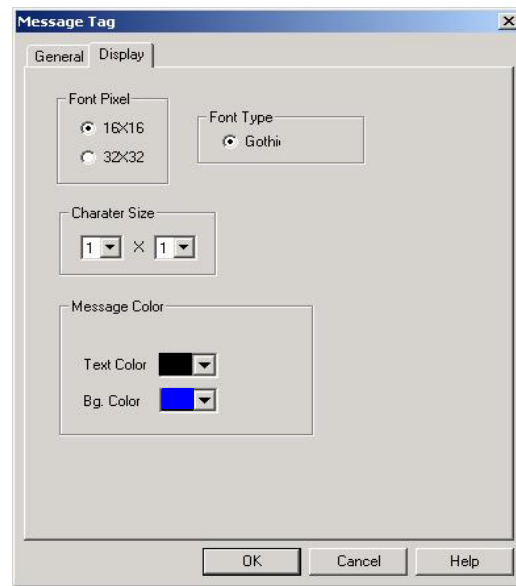 Message Tag
General Display
Font Pixel
16X16
32X32
Font Type
Gothi
Charater Size
1 X 1
Message Color
Text Color
Bg. Color
OK Cancel Help